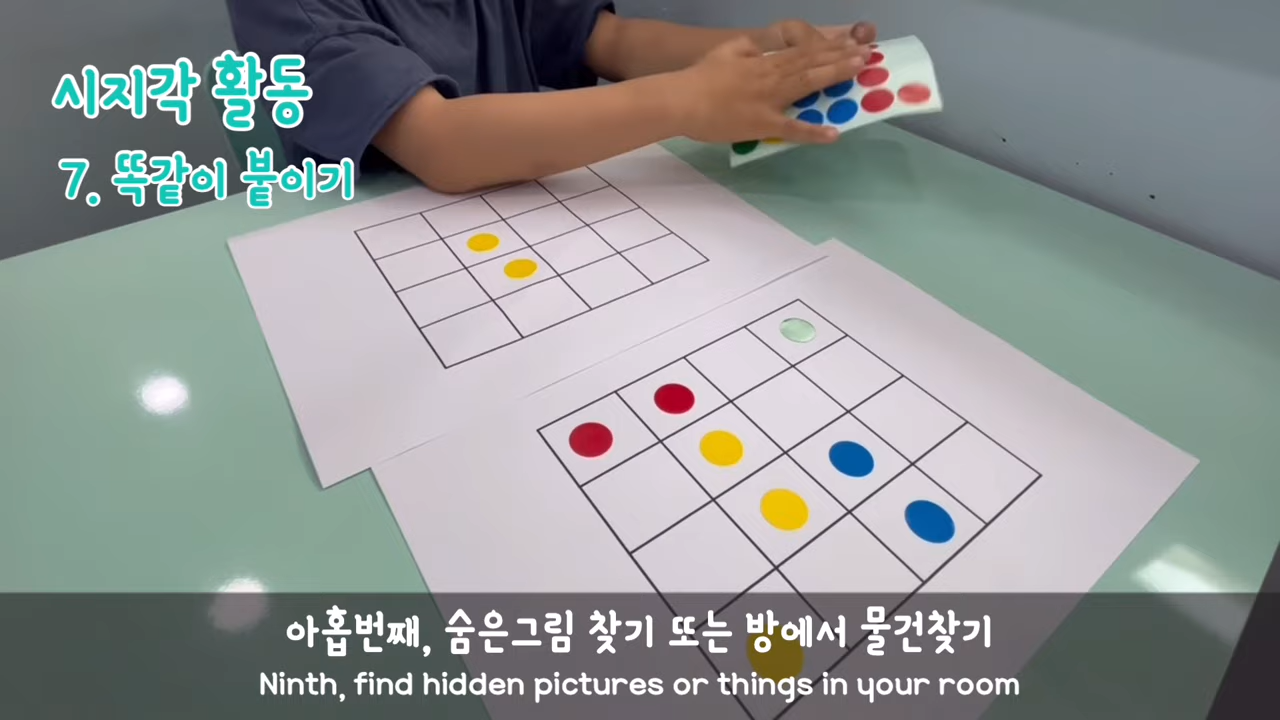 시지각 활동
7. 똑같이 붙이기
아홉번째, 숨은그림 찾기 또는 방에서 물건찾기
Ninth, find hidden pictures or things in your room